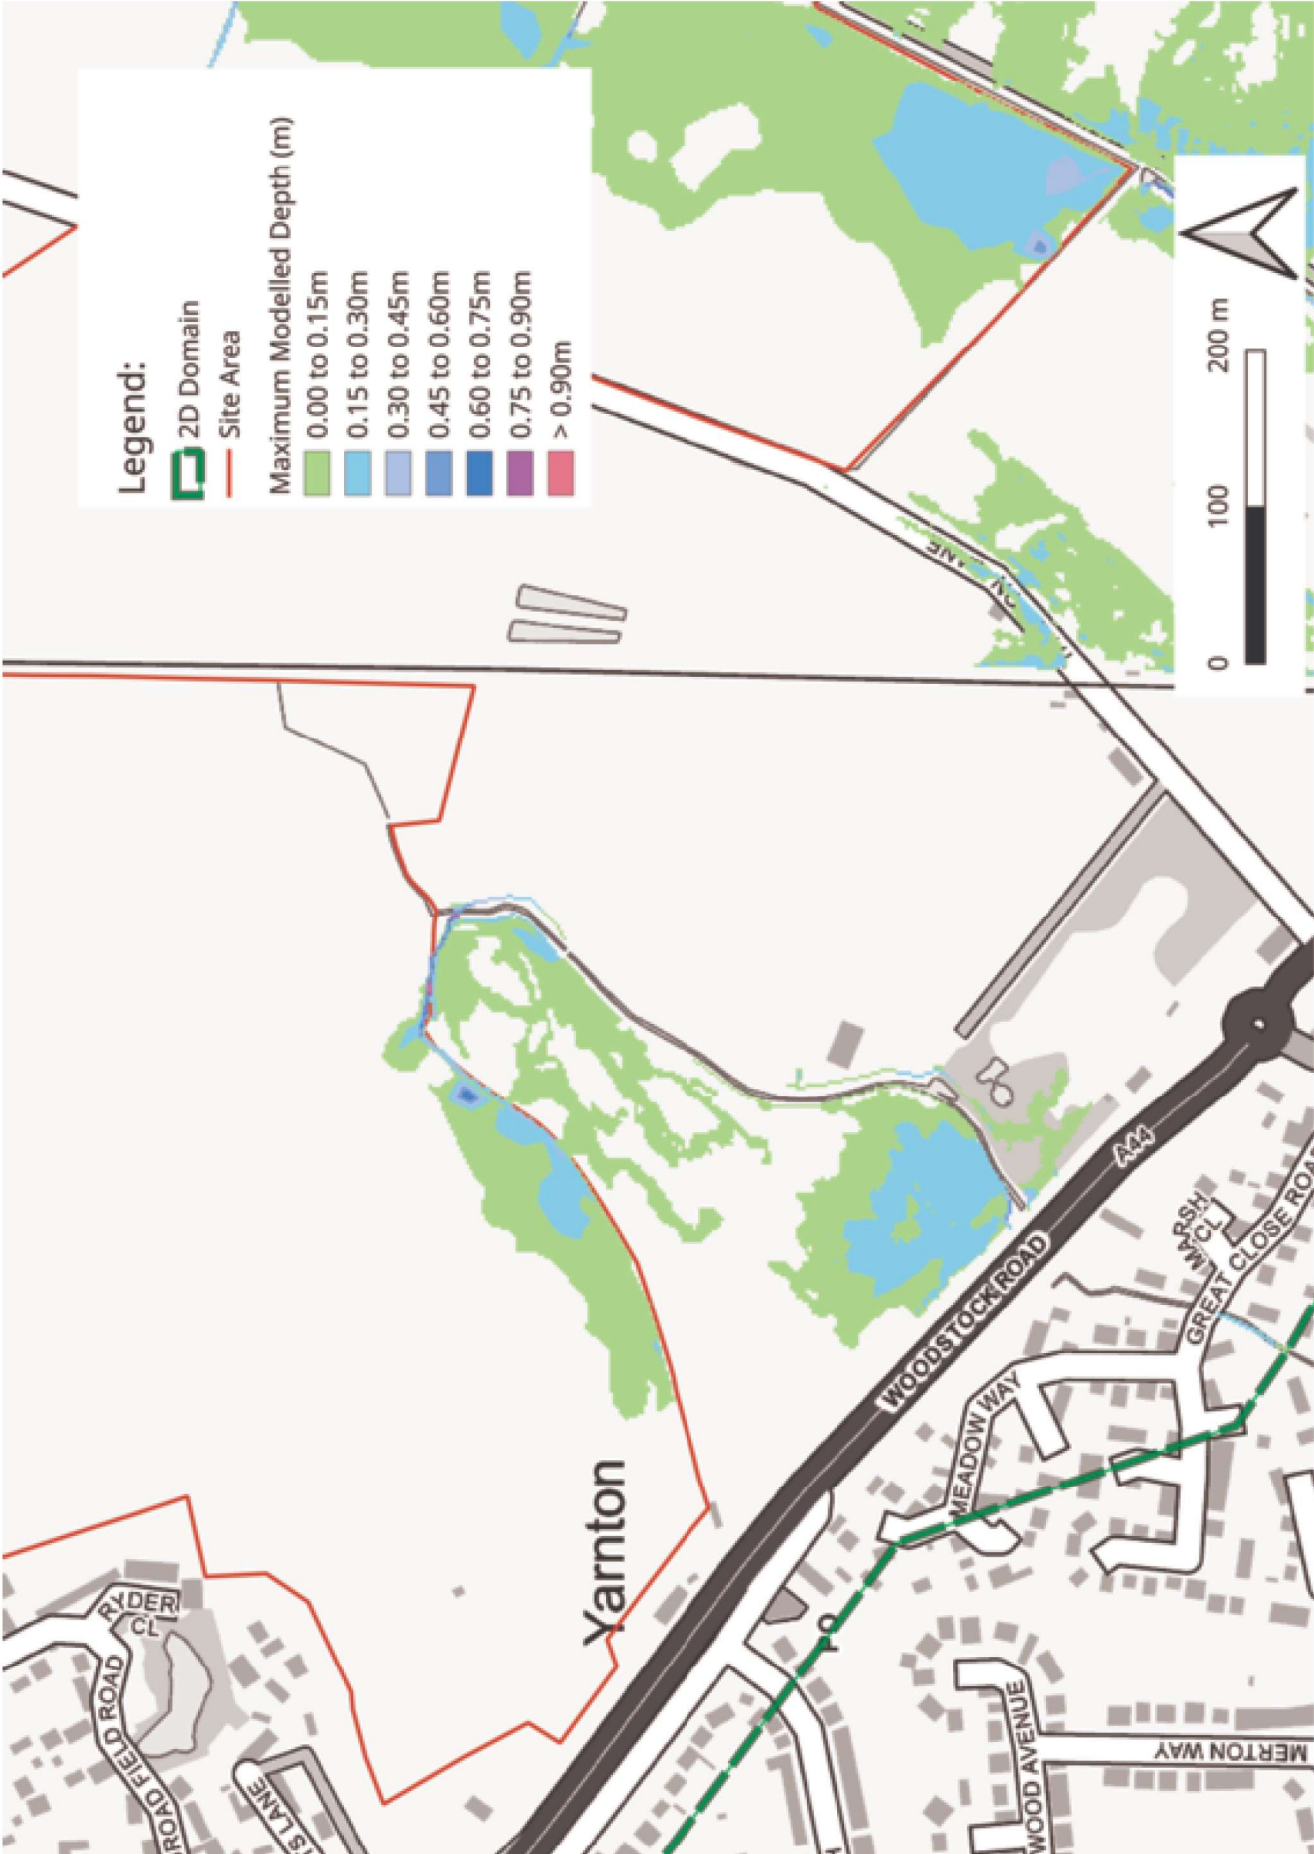 Legend:
2D Domain
Site Area
Maximum Modelled Depth (m)
0.00 to 0.15m
0.15 to 0.30m
0.30 to 0.45m
0.45 to 0.60m
0.60 to 0.75m
0.75 to 0.90m
> 0.90m
0
100
200 m
Yarnton
RYDER
CL
ROAD FIELD ROAD
TS LANE
WOODSTOCK ROAD
A44
MARSH
CL
GREAT CLOSE ROAD
MEADOW WAY
PO
WOOD AVENUE
MERTON WAY